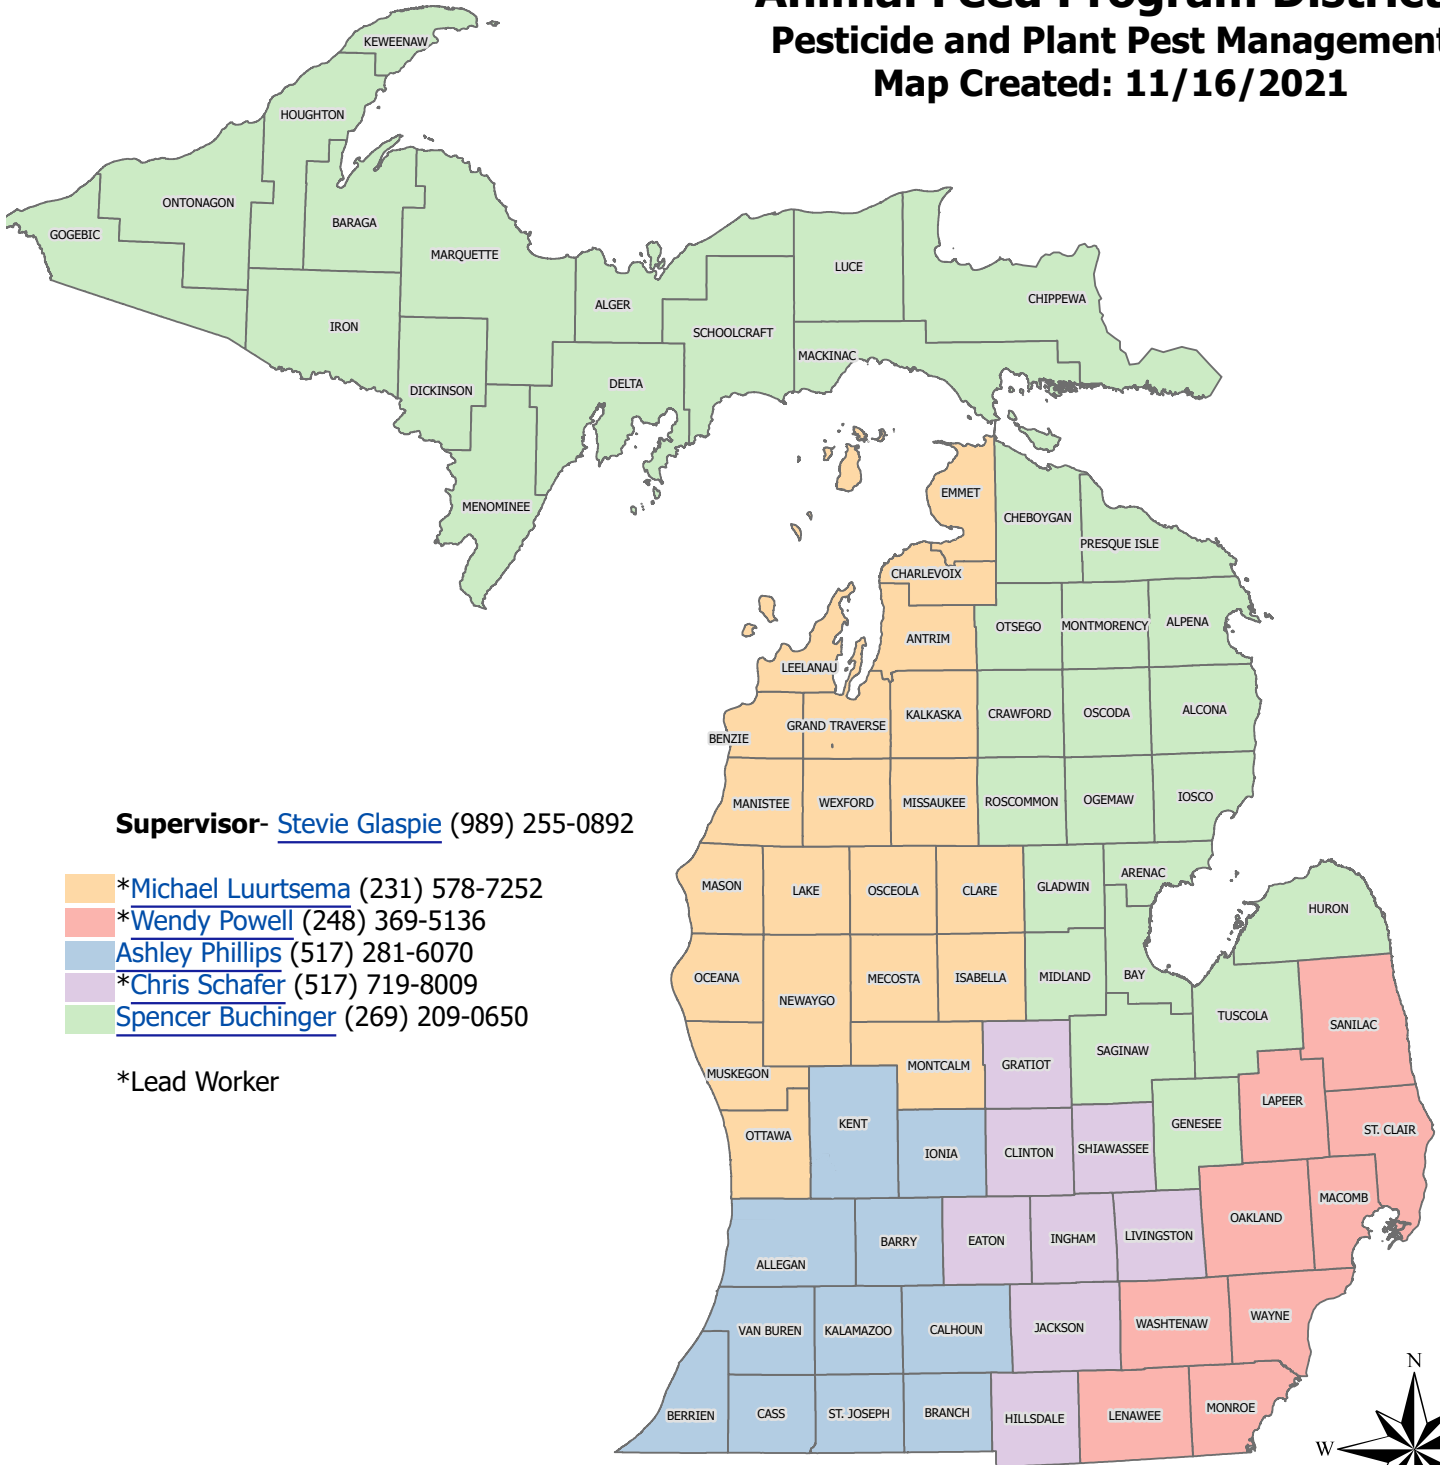 Animal Feed Program District
Pesticide and Plant Pest Management
Map Created: 11/16/2021
KEWEENAW
HOUGHTON
ONTONAGON
BARAGA
GOGEBIC
MARQUETTE
LUCE
CHIPPEWA
ALGER
IRON
SCHOOLCRAFT
MACKINAC
DICKINSON
DELTA
MENOMINEE
EMMET
CHEBOYGAN
PRESQUE ISLE
CHARLEVOIX
ANTRIM
OTSEGO
MONTMORENCY
ALPENA
LEELANAU
BENZIE
GRAND TRAVERSE
KALKASKA
CRAWFORD
OSCODA
ALCONA
MANISTEE
WEXFORD
MISSAUKEE
ROSCOMMON
OGEMAW
IOSCO
Supervisor- Stevie Glaspie (989) 255-0892
*Michael Luurtsema (231) 578-7252
*Wendy Powell (248) 369-5136
Ashley Phillips (517) 281-6070
*Chris Schafer (517) 719-8009
Spencer Buchinger (269) 209-0650
*Lead Worker
MASON
LAKE
OSCEOLA
CLARE
GLADWIN
ARENAC
HURON
OCEANA
NEWAYGO
MECOSTA
ISABELLA
MIDLAND
BAY
TUSCOLA
SANILAC
MUSKEGON
MONTCALM
GRATIOT
SAGINAW
LAPEER
OTTAWA
KENT
IONIA
CLINTON
SHIAWASSEE
GENESEE
ST. CLAIR
ALLEGAN
BARRY
EATON
INGHAM
LIVINGSTON
OAKLAND
MACOMB
VAN BUREN
KALAMAZOO
CALHOUN
JACKSON
WASHTENAW
WAYNE
BERRIEN
CASS
ST. JOSEPH
BRANCH
HILLSDALE
LENAWEE
MONROE
N
W